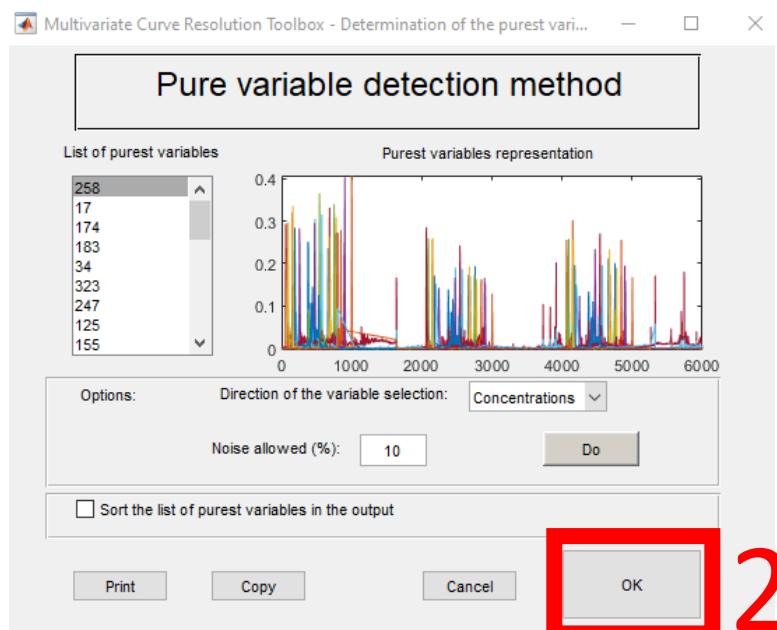 Multivariate Curve Resolution Toolbox - Determination of the purest vari...
Pure variable detection method
List of purest variables
Purest variables representation
258
17
174
183
34
323
247
125
155
0.4
0.3
0.2
0.1
0
0 1000 2000 3000 4000 5000 6000
Options:
Direction of the variable selection:
Concentrations
Noise allowed (%):
10
Do
Sort the list of purest variables in the output
Print
Copy
Cancel
OK
2